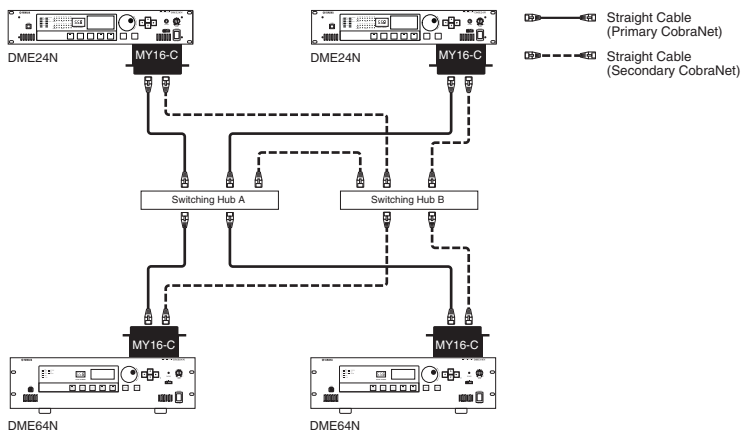 Straight Cable
(Primary CobraNet)
Straight Cable
(Secondary CobraNet)
DME24N
MY16-C
DME24N
MY16-C
Switching Hub A
Switching Hub B
MY16-C
MY16-C
DME64N
DME64N